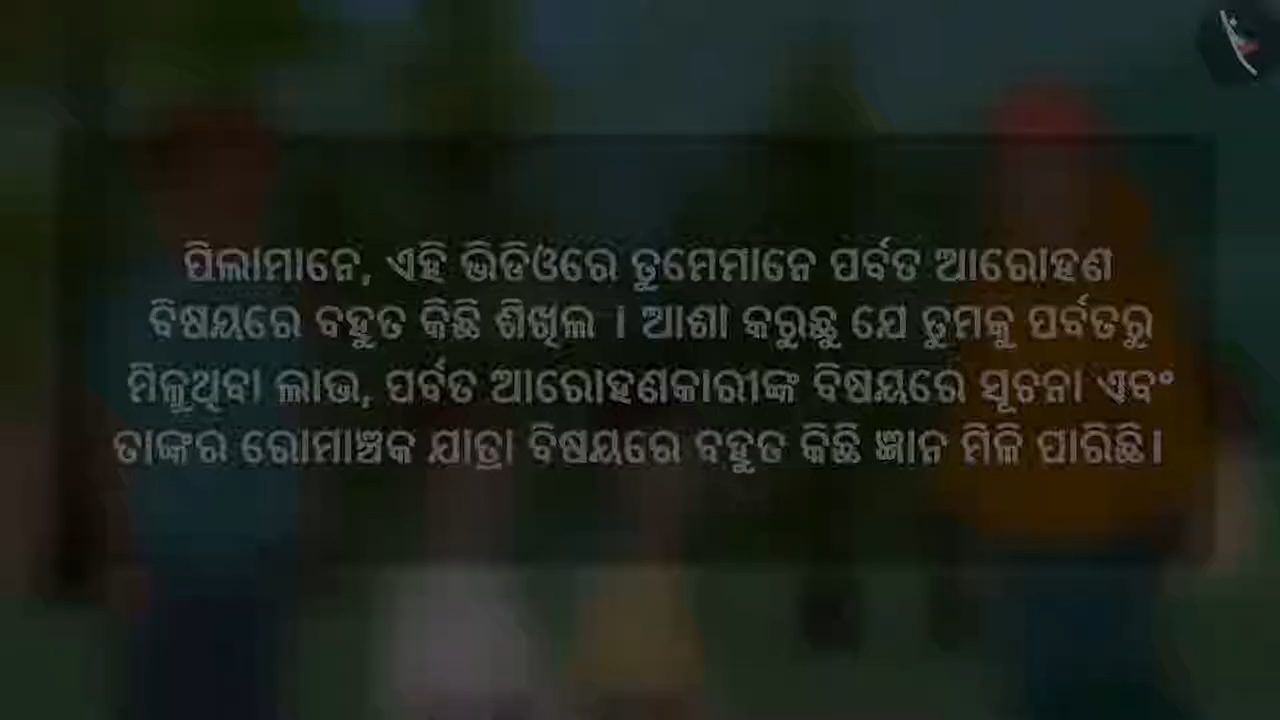 ପିଲାମାନେ, ଏହି ଭିଡିଓରେ ତୁମେମାନେ ପର୍ବତ ଆରୋହଣ
ବିଷୟରେ ବହୁତ କିଛି ଶିଖିଲ । ଆଶା କରୁଛୁ ଯେ ତୁମକୁ ପର୍ବତରୁ
ମିଳୁଥିବା ଲାଭ, ପର୍ବତ ଆରୋହଣକାରୀଙ୍କ ବିଷୟରେ ସୂଚନା ଏବଂ
ତାଙ୍କର ରୋମାଞ୍ଚକ ଯାତ୍ରା ବିଷୟରେ ବହୁତ କିଛି ଜ୍ଞାନ ମିଳି ପାରିଛି।